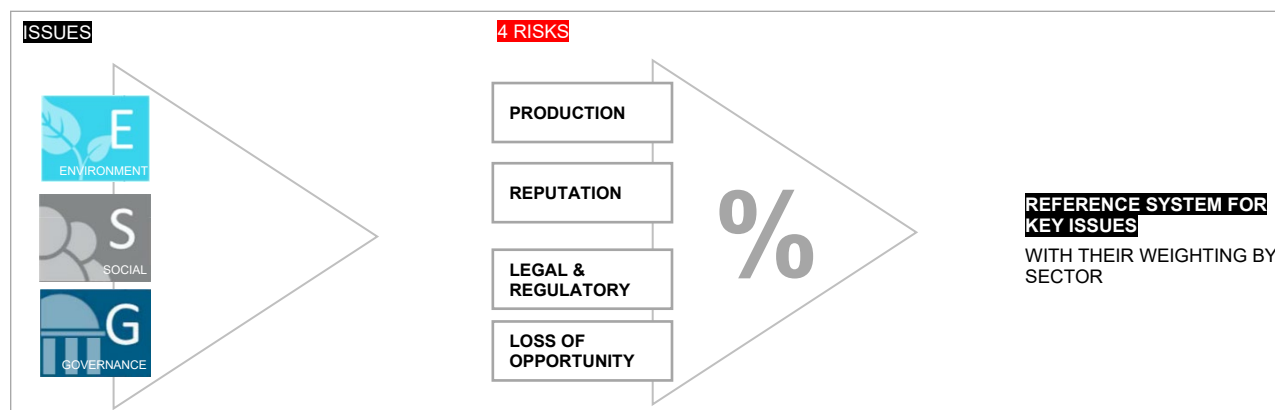 ISSUES
E
ENVIRONMENT
S
SOCIAL
G
GOVERNANCE
4 RISKS
PRODUCTION
REPUTATION
LEGAL &
REGULATORY
LOSS OF
OPPORTUNITY
%
REFERENCE SYSTEM FOR
KEY ISSUES
WITH THEIR WEIGHTING BY
SECTOR